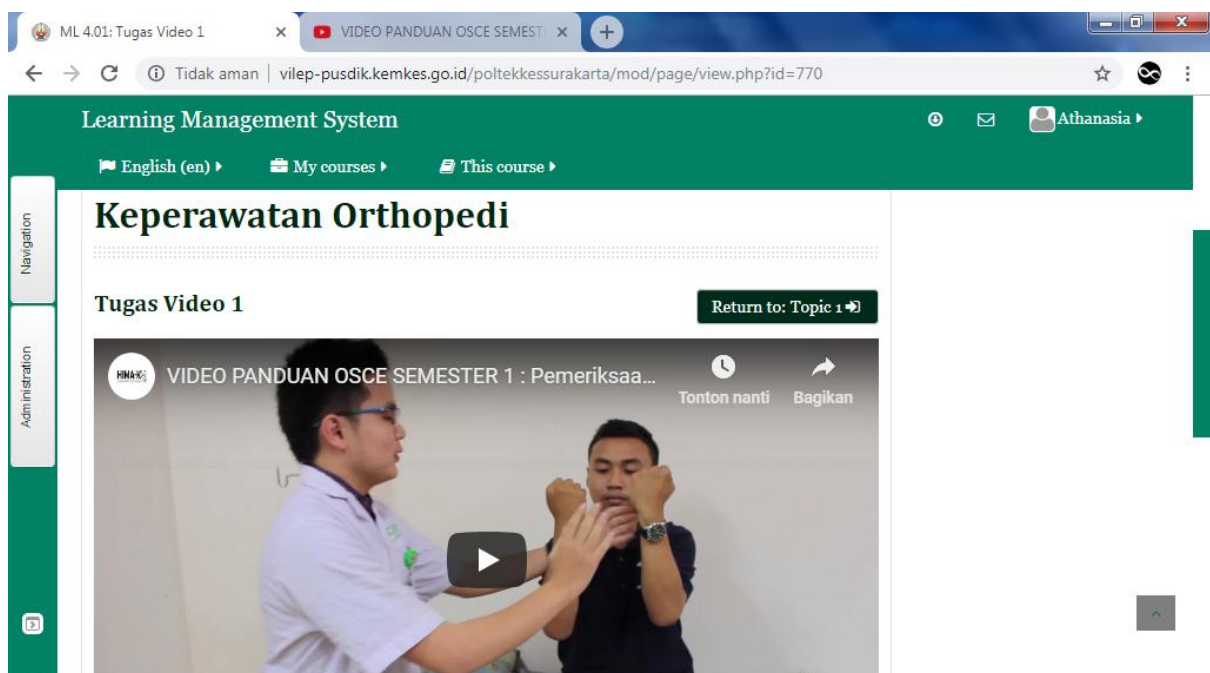 ML 4.01: Tugas Video 1
VIDEO PANDUAN OSCE SEMEST
Tidak aman | vilep-pusdik.kemkes.go.id/poltekkessurakarta/mod/page/view.php?id=770
Learning Management System
Athanasia
English (en)
My courses
This course
Navigation
Administration
Keperawatan Orthopedi
Tugas Video 1
Return to: Topic 1
VIDEO PANDUAN OSCE SEMESTER 1 : Pemeriksaa...
Tonton nanti
Bagikan